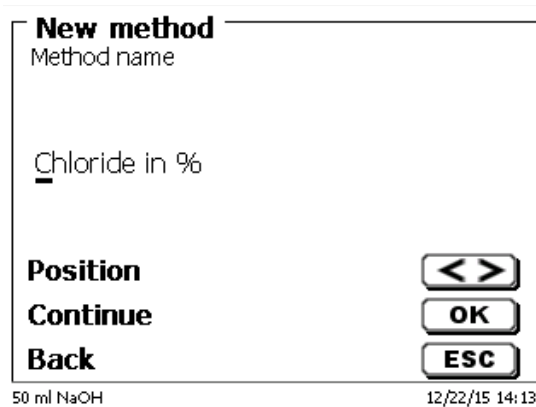 New method
Method name
Chloride in %
Position < >
Continue OK
Back ESC
50 ml NaOH 12/22/15 14:13